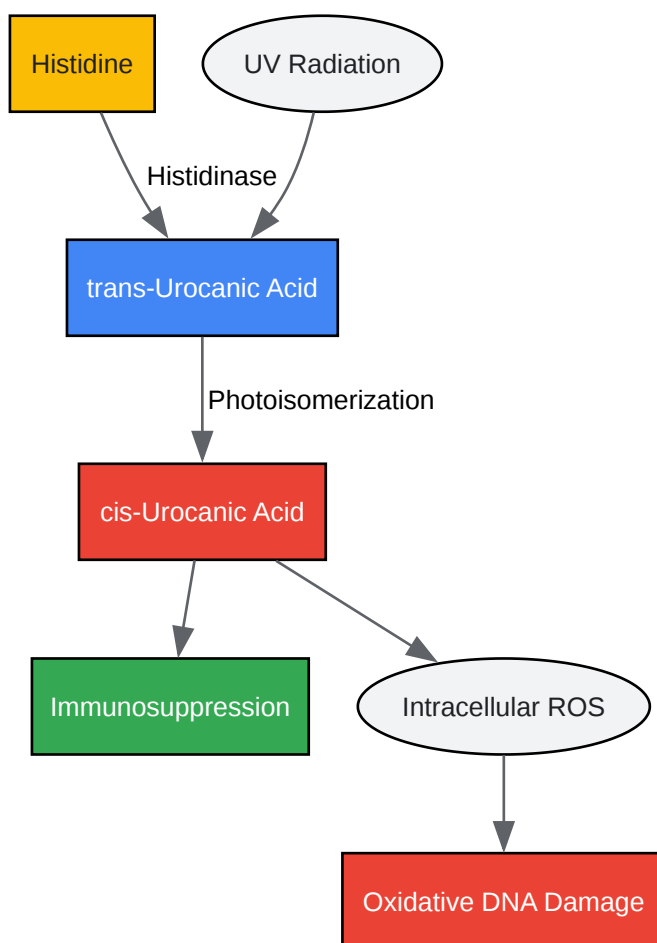 Histidine
UV Radiation
Histidinase
trans-Urocanic Acid
Photoisomerization
cis-Urocanic Acid
Immunosuppression
Intracellular ROS
Oxidative DNA Damage